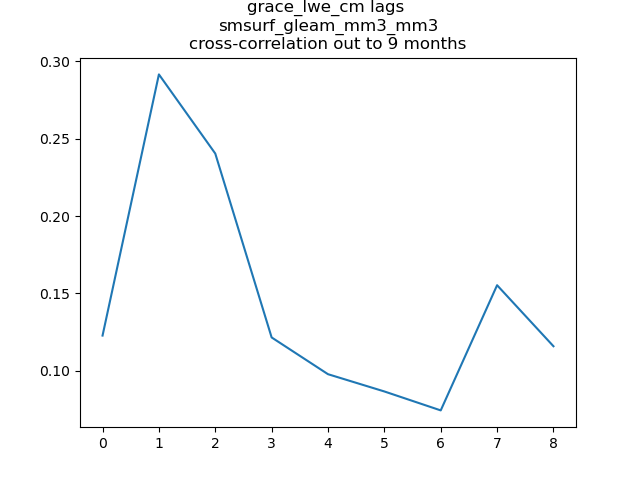 grace_lwe_cm lags
smsurf_gleam_mm3_mm3
cross-correlation out to 9 months
0.30
0.25
0.20
0.15
0.10
0 1 2 3 4 5 6 7 8